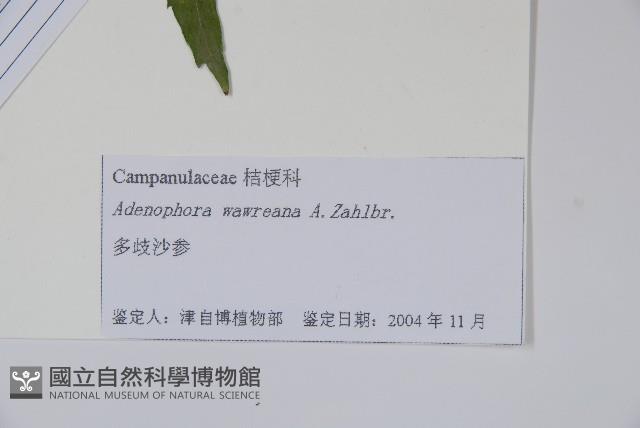 Campanulaceae 桔梗科
Adenophora wawreana A.Zahlbr.
多歧沙参
鉴定人：津自博植物部 鉴定日期：2004 年 11 月
國立自然科學博物館
NATIONAL MUSEUM OF NATURAL SCIENCE